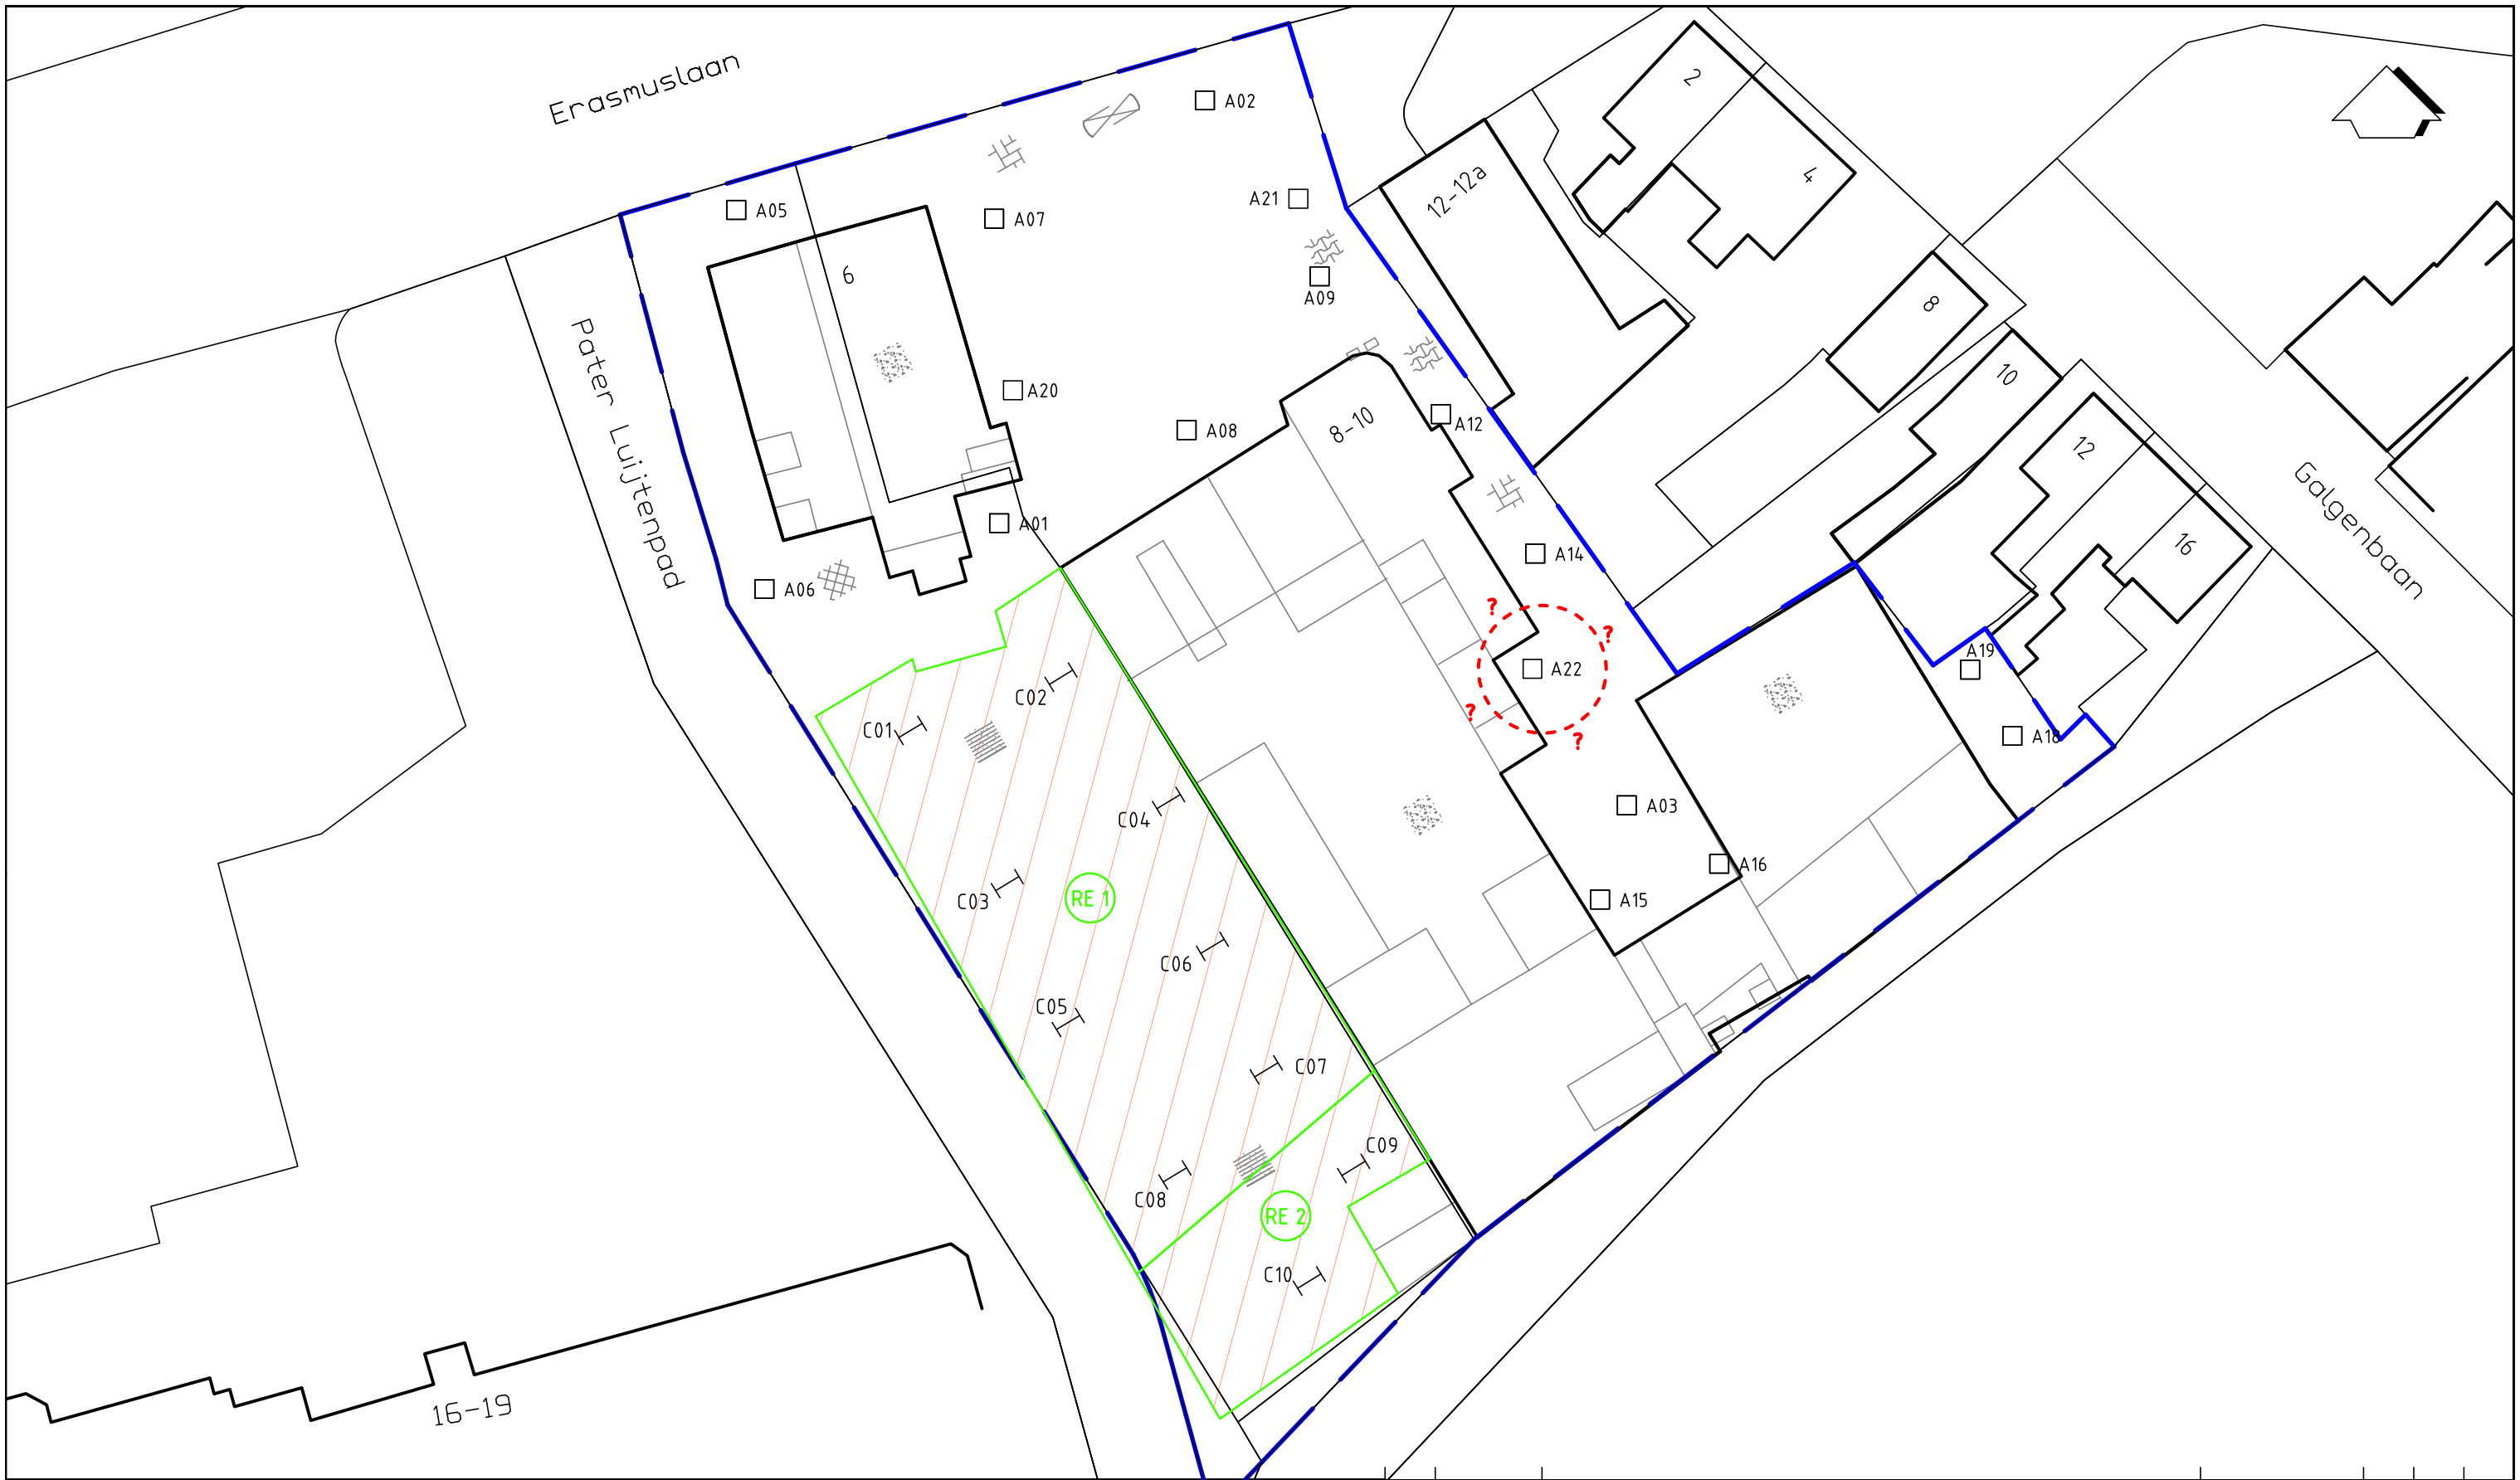 Erasmuslaan
2
A02
12-12a
4
A21
A05
A07
6
A09
8
Pater Luijtenpad
A20
10
A08
8-10
A12
12
Galgenbaan
A01
A14
16
A06
?
?
A19
C02
A22
C01
?
?
A18
A03
C04
A16
C03
RE 1
A15
C06
C05
C07
C09
C08
RE 2
C10
16-19